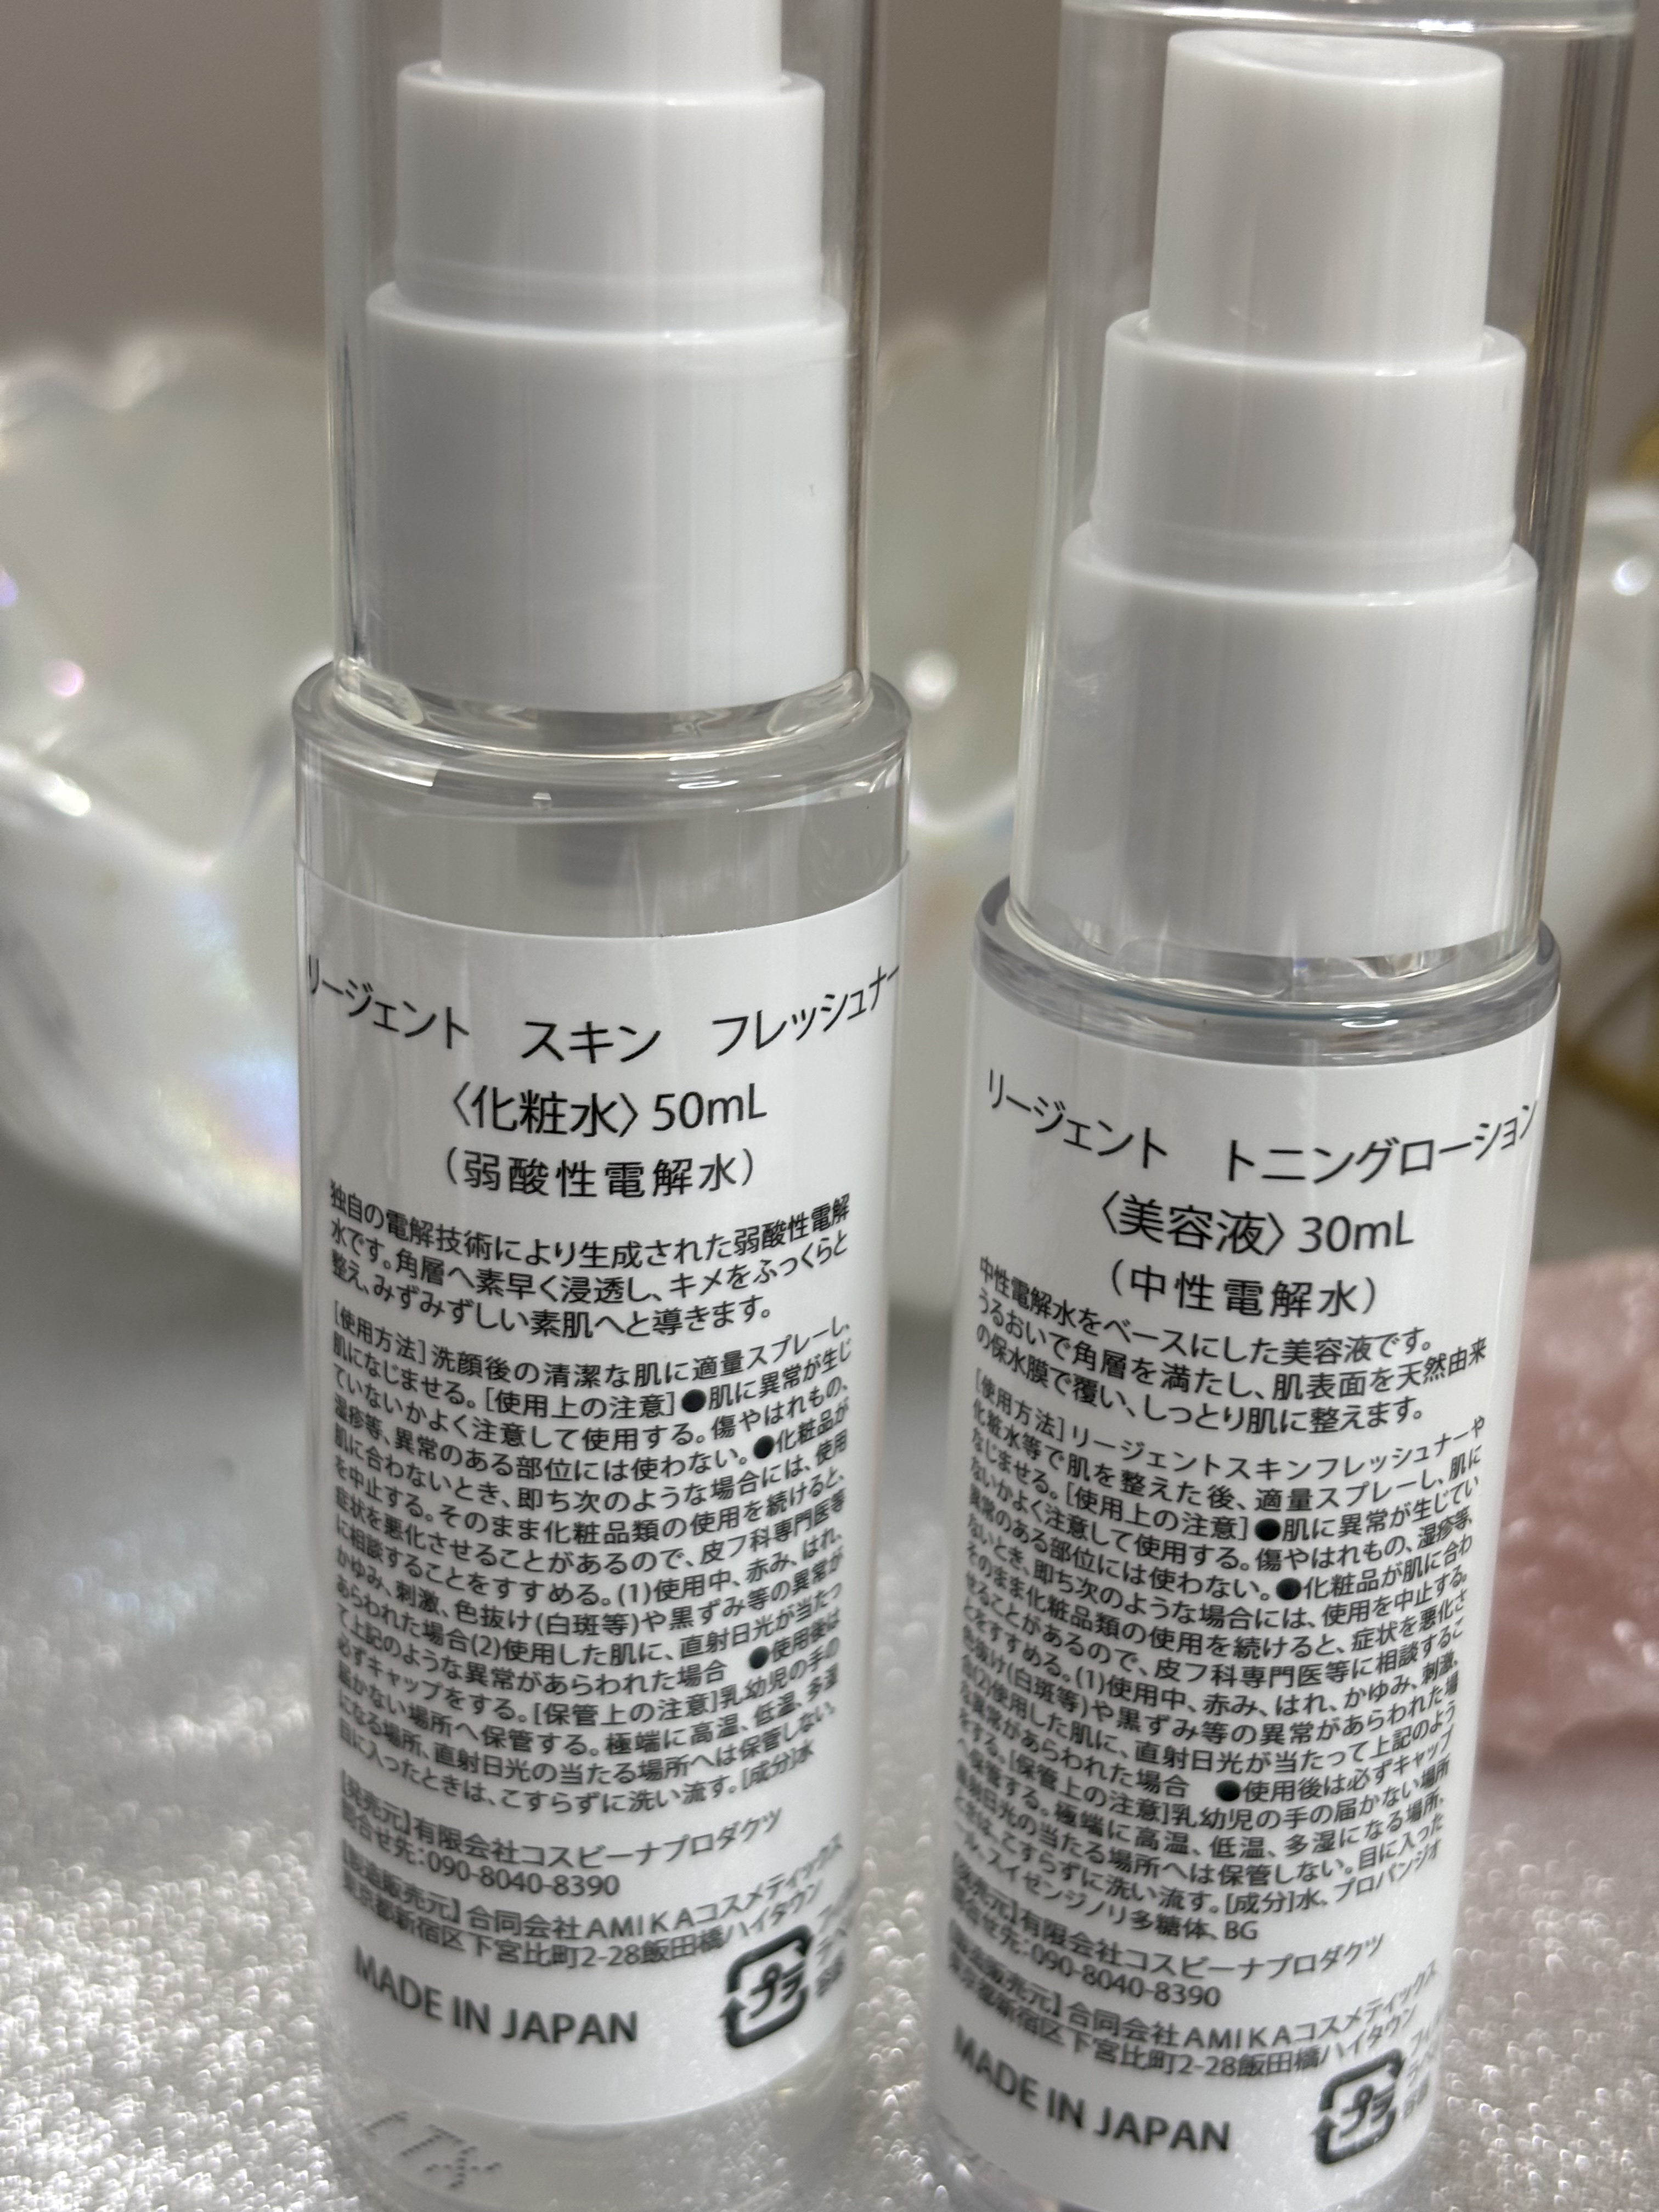 リージェント　スキン　フレッシュナー
〈化粧水〉50mL
（弱酸性電解水）
独自の電解技術により生成された弱酸性電解
水です。角層へ素早く浸透し、キメをふっくらと
整え、みずみずしい素肌へと導きます。
[使用方法]洗顔後の清潔な肌に適量スプレーし、
肌になじませる。[使用上の注意]●肌に異常が生じ
ていないかよく注意して使用する。傷やはれもの、
湿疹等、異常のある部位には使わない。●化粧品が
肌に合わないとき、即ち次のような場合には、使用
を中止する。そのまま化粧品類の使用を続けると、
症状を悪化させることがあるので、皮フ科専門医等
に相談することをすすめる。(1)使用中、赤み、はれ、
かゆみ、刺激、色抜け(白斑等)や黒ずみ等の異常が
あらわれた場合(2)使用した肌に、直射日光が当たっ
て上記のような異常があらわれた場合　●使用後は
必ずキャップをする。[保管上の注意]乳幼児の手の
届かない場所へ保管する。極端に高温、低温、多湿
になる場所、直射日光の当たる場所へは保管しない。
目に入ったときは、こすらずに洗い流す。[成分]水
【発売元】有限会社コスビーナプロダクツ
問合せ先：090-8040-8390
【製造販売元】合同会社AMIKAコスメティックス
東京都新宿区下宮比町2-28飯田橋ハイタウン
MADE IN JAPAN
プラ
リージェント　トニングローション
〈美容液〉30mL
（中性電解水）
中性電解水をベースにした美容液です。
うるおいで角層を満たし、肌表面を天然由来
の保水膜で覆い、しっとり肌に整えます。
[使用方法]リージェントスキンフレッシュナーや
化粧水等で肌を整えた後、適量スプレーし、肌に
なじませる。[使用上の注意]●肌に異常が生じてい
ないかよく注意して使用する。傷やはれもの、湿疹等、
異常のある部位には使わない。●化粧品が肌に合わ
ないとき、即ち次のような場合には、使用を中止する。
そのまま化粧品類の使用を続けると、症状を悪化さ
せることがあるので、皮フ科専門医等に相談するこ
とをすすめる。(1)使用中、赤み、はれ、かゆみ、刺激、
色抜け(白斑等)や黒ずみ等の異常があらわれた場
合(2)使用した肌に、直射日光が当たって上記のよう
な異常があらわれた場合　●使用後は必ずキャップ
をする。[保管上の注意]乳幼児の手の届かない場所
へ保管する。極端に高温、低温、多湿になる場所、
直射日光の当たる場所へは保管しない。目に入った
ときは、こすらずに洗い流す。[成分]水、プロパンジオ
ール、スイゼンジノリ多糖体、BG
【発売元】有限会社コスビーナプロダクツ
問合せ先：090-8040-8390
【製造販売元】合同会社AMIKAコスメティックス
東京都新宿区下宮比町2-28飯田橋ハイタウン
MADE IN JAPAN
プラ